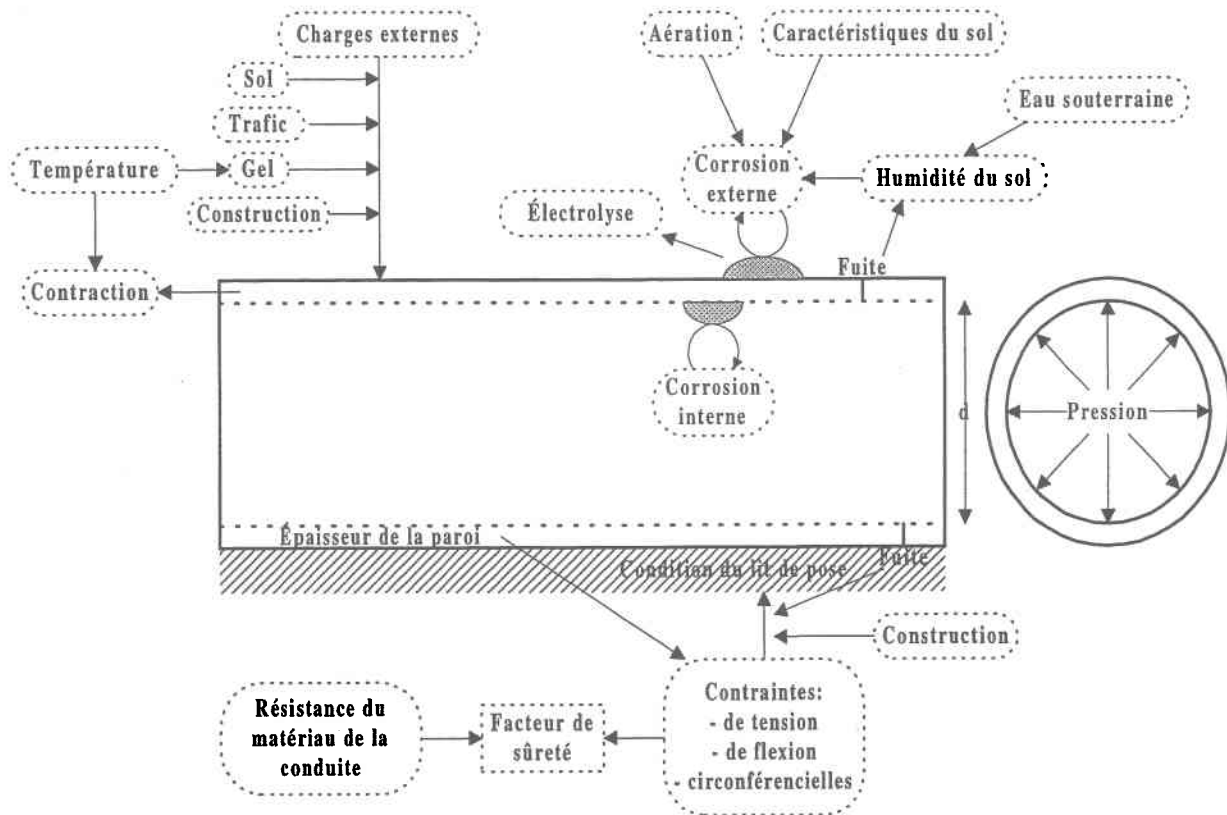 Charges externes
Aération
Caractéristiques du sol
Sol
Eau souterraine
Trafic
Température
Gel
Corrosion
externe
Humidité du sol
Construction
Électrolyse
Fuite
Contraction
Corrosion
interne
d
Pression
Épaisseur de la paroi
Condition du lit de pose
Fuite
Construction
Contraintes:
- de tension
- de flexion
- circonférencielles
Résistance du
matériau de la
conduite
Facteur de
sûreté